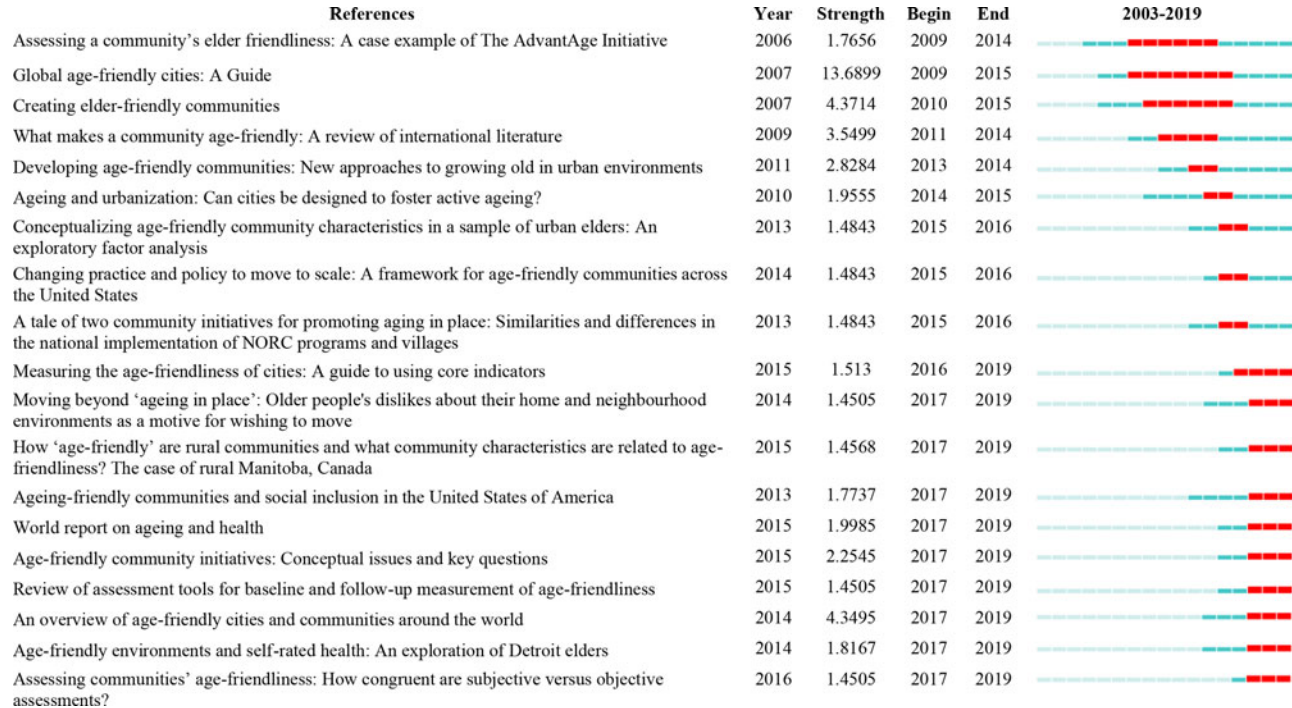 References Year Strength Begin End 2003-2019
Assessing a community’s elder friendliness: A case example of The AdvantAge Initiative 2006 1.7656 2009 2014
Global age-friendly cities: A Guide 2007 13.6899 2009 2015
Creating elder-friendly communities 2007 4.3714 2010 2015
What makes a community age-friendly: A review of international literature 2009 3.5499 2011 2014
Developing age-friendly communities: New approaches to growing old in urban environments 2011 2.8284 2013 2014
Ageing and urbanization: Can cities be designed to foster active ageing? 2010 1.9555 2014 2015
Conceptualizing age-friendly community characteristics in a sample of urban elders: An 2013 1.4843 2015 2016
exploratory factor analysis
Changing practice and policy to move to scale: A framework for age-friendly communities across 2014 1.4843 2015 2016
the United States
A tale of two community initiatives for promoting aging in place: Similarities and differences in 2013 1.4843 2015 2016
the national implementation of NORC programs and villages
Measuring the age-friendliness of cities: A guide to using core indicators 2015 1.513 2016 2019
Moving beyond ‘ageing in place’: Older people's dislikes about their home and neighbourhood 2014 1.4505 2017 2019
environments as a motive for wishing to move
How ‘age-friendly’ are rural communities and what community characteristics are related to age- 2015 1.4568 2017 2019
friendliness? The case of rural Manitoba, Canada
Ageing-friendly communities and social inclusion in the United States of America 2013 1.7737 2017 2019
World report on ageing and health 2015 1.9985 2017 2019
Age-friendly community initiatives: Conceptual issues and key questions 2015 2.2545 2017 2019
Review of assessment tools for baseline and follow-up measurement of age-friendliness 2015 1.4505 2017 2019
An overview of age-friendly cities and communities around the world 2014 4.3495 2017 2019
Age-friendly environments and self-rated health: An exploration of Detroit elders 2014 1.8167 2017 2019
Assessing communities’ age-friendliness: How congruent are subjective versus objective 2016 1.4505 2017 2019
assessments?